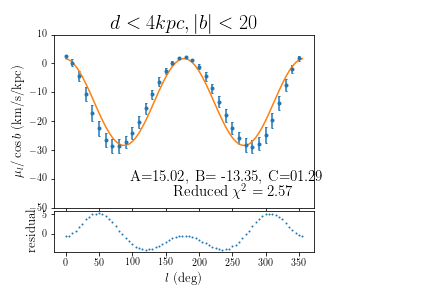 d < 4kpc, |b| < 20
10
0
−10
−20
−30
−40
−50
μ_l/ cos b (km/s/kpc)
A=15.02, B= -13.35, C=01.29
Reduced χ² = 2.57
5
0
residual
0 50 100 150 200 250 300 350
l (deg)